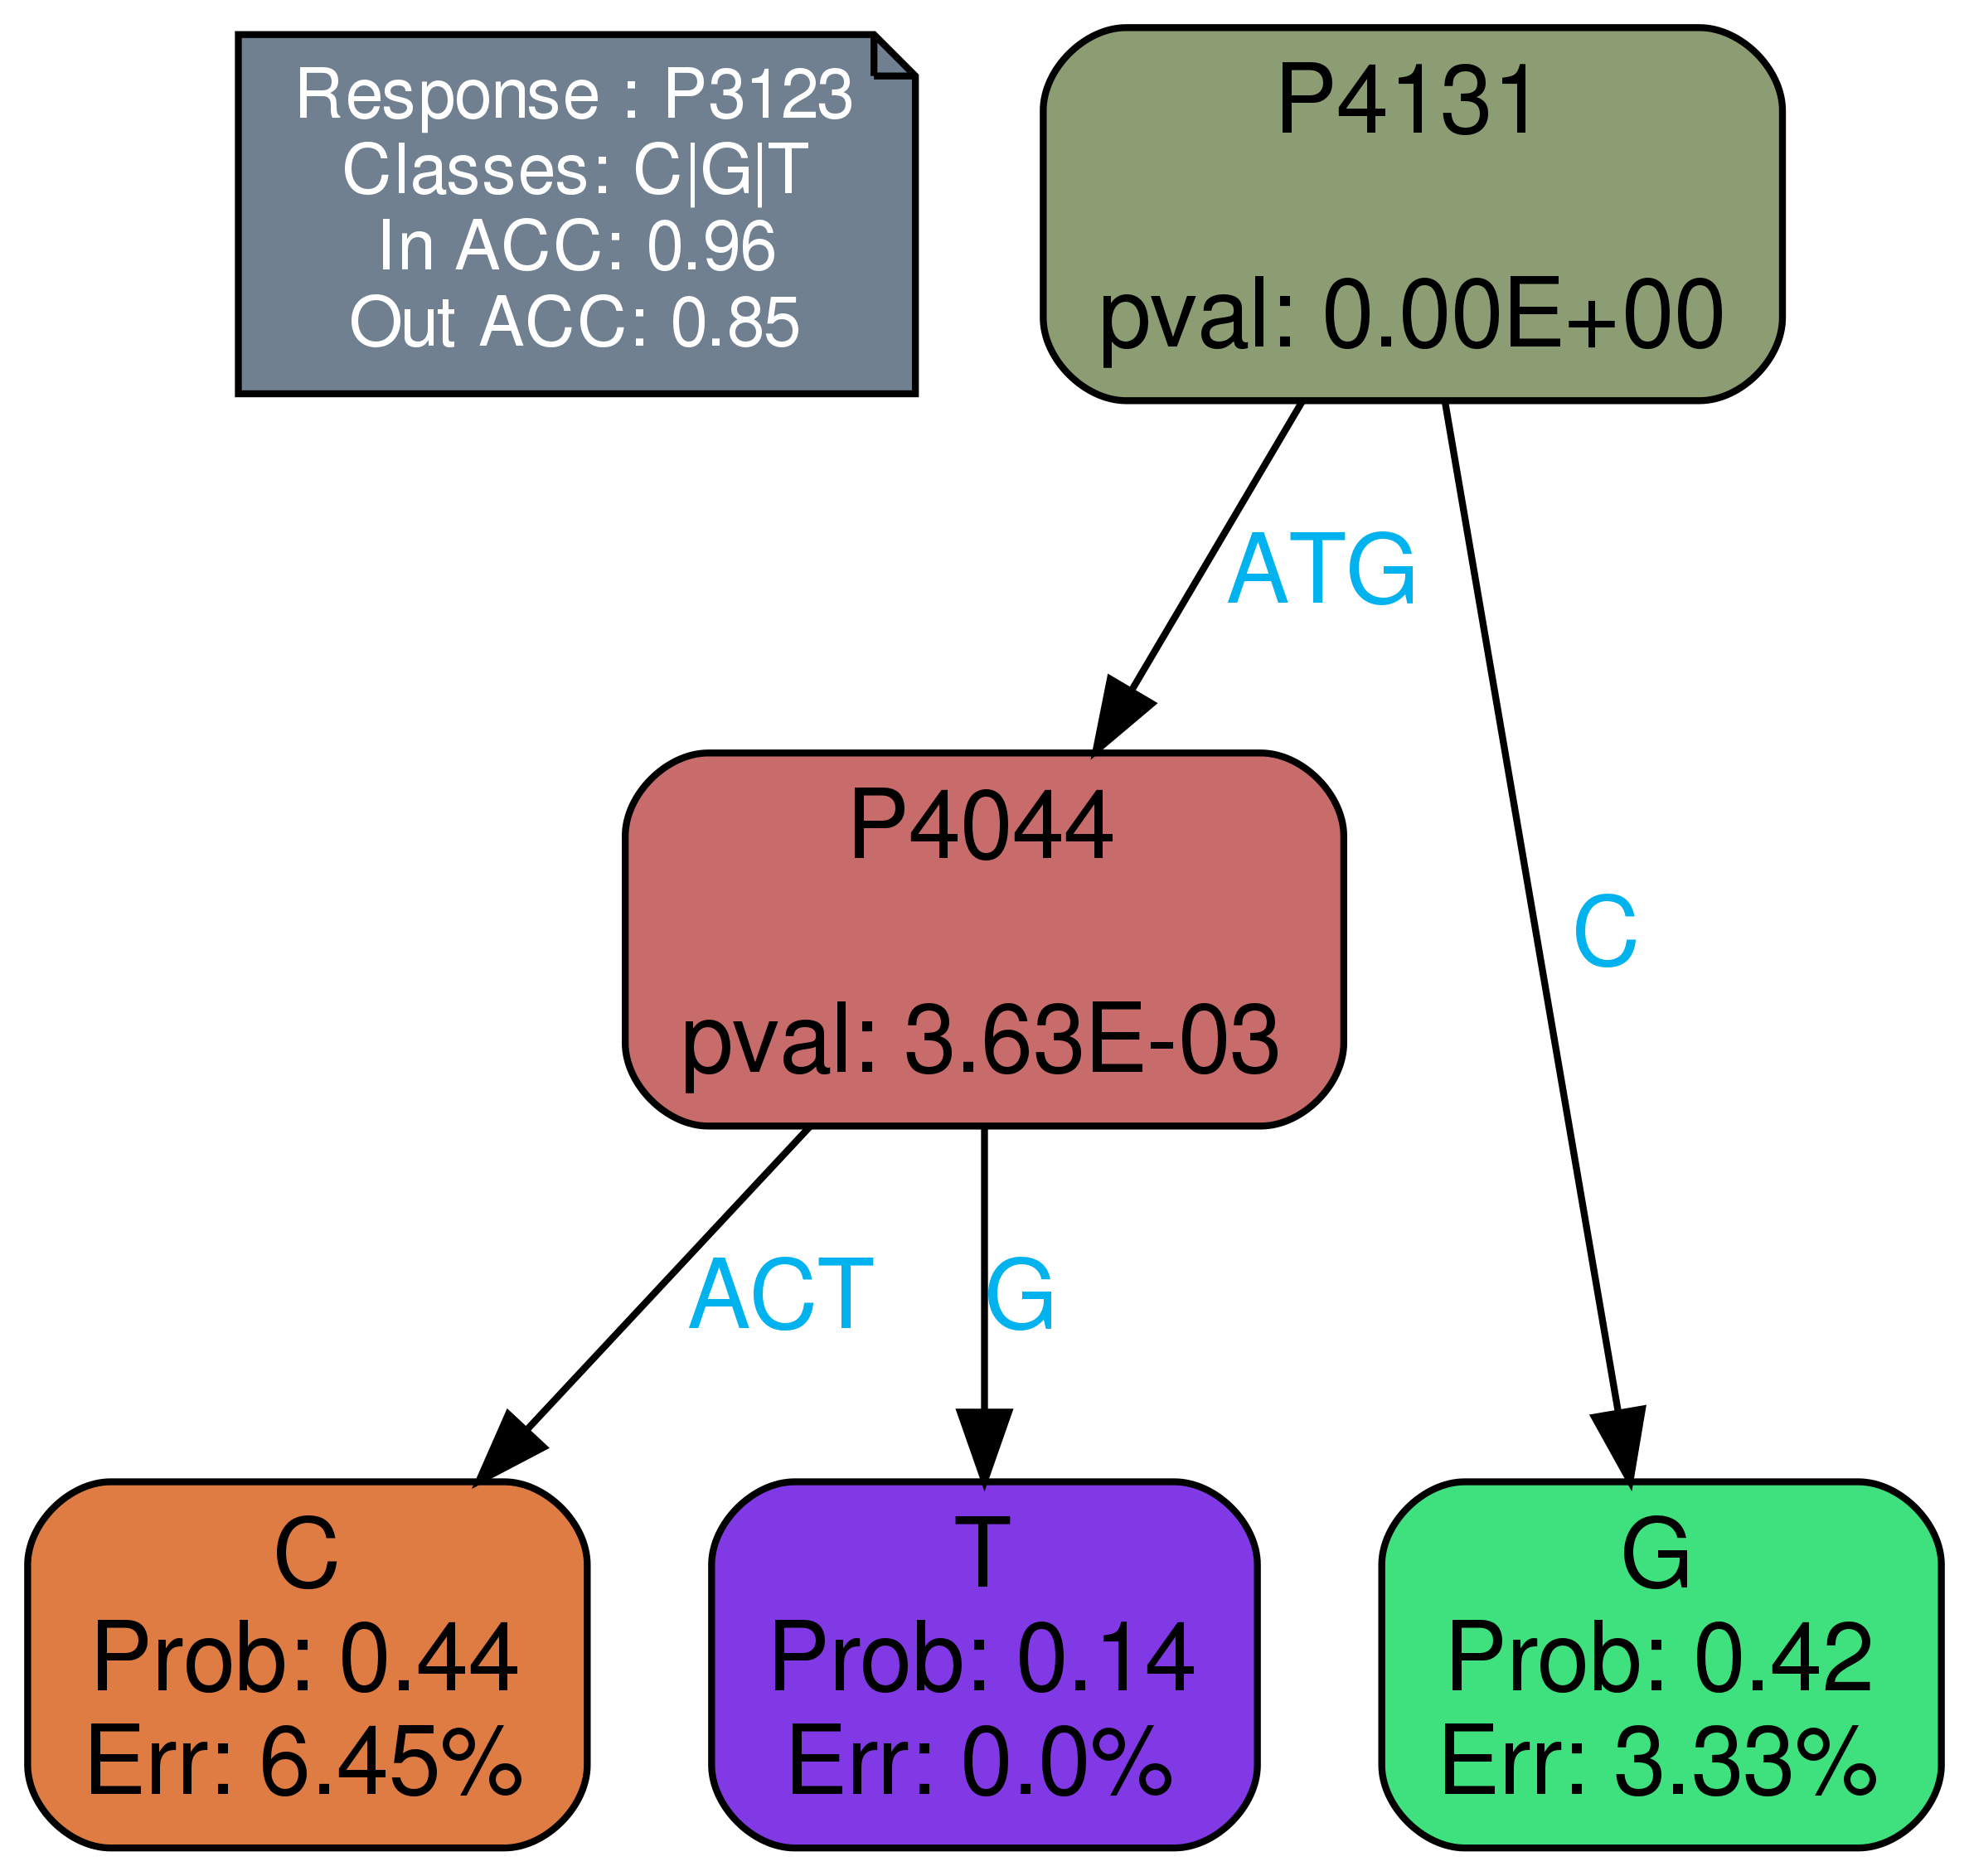 Response : P3123
Classes: C|G|T
In ACC: 0.96
Out ACC: 0.85
P4131
pval: 0.00E+00
ATG
C
P4044
pval: 3.63E-03
ACT
G
C
Prob: 0.44
Err: 6.45%
T
Prob: 0.14
Err: 0.0%
G
Prob: 0.42
Err: 3.33%